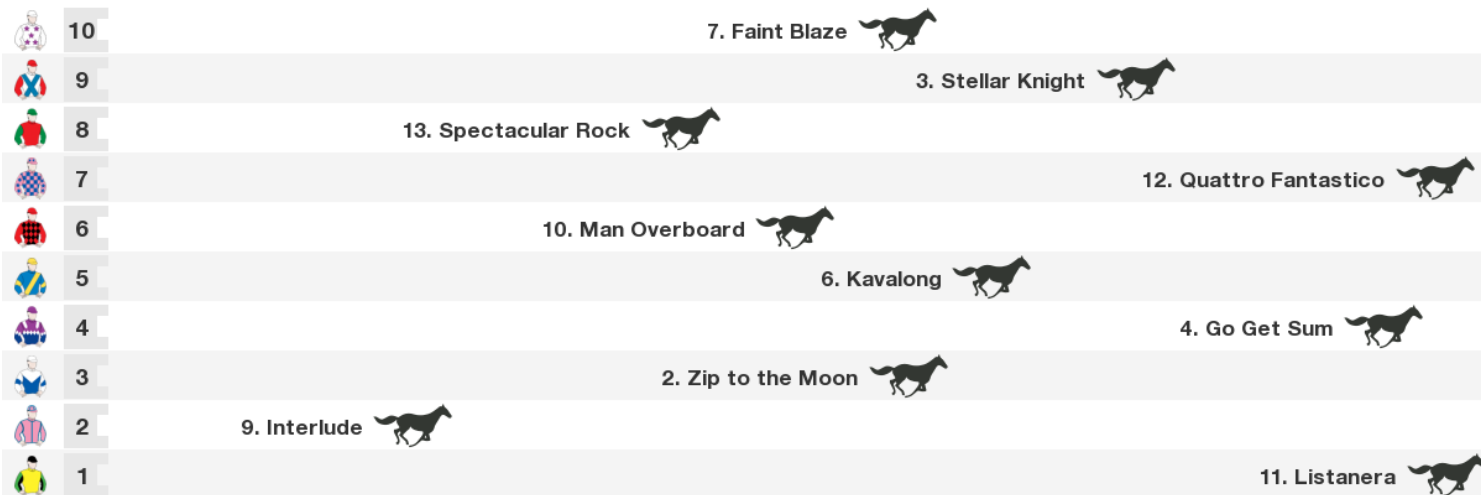 10 7. Faint Blaze
9 3. Stellar Knight
8 13. Spectacular Rock
7 12. Quattro Fantastico
6 10. Man Overboard
5 6. Kavalong
4 4. Go Get Sum
3 2. Zip to the Moon
2 9. Interlude
1 11. Listanera